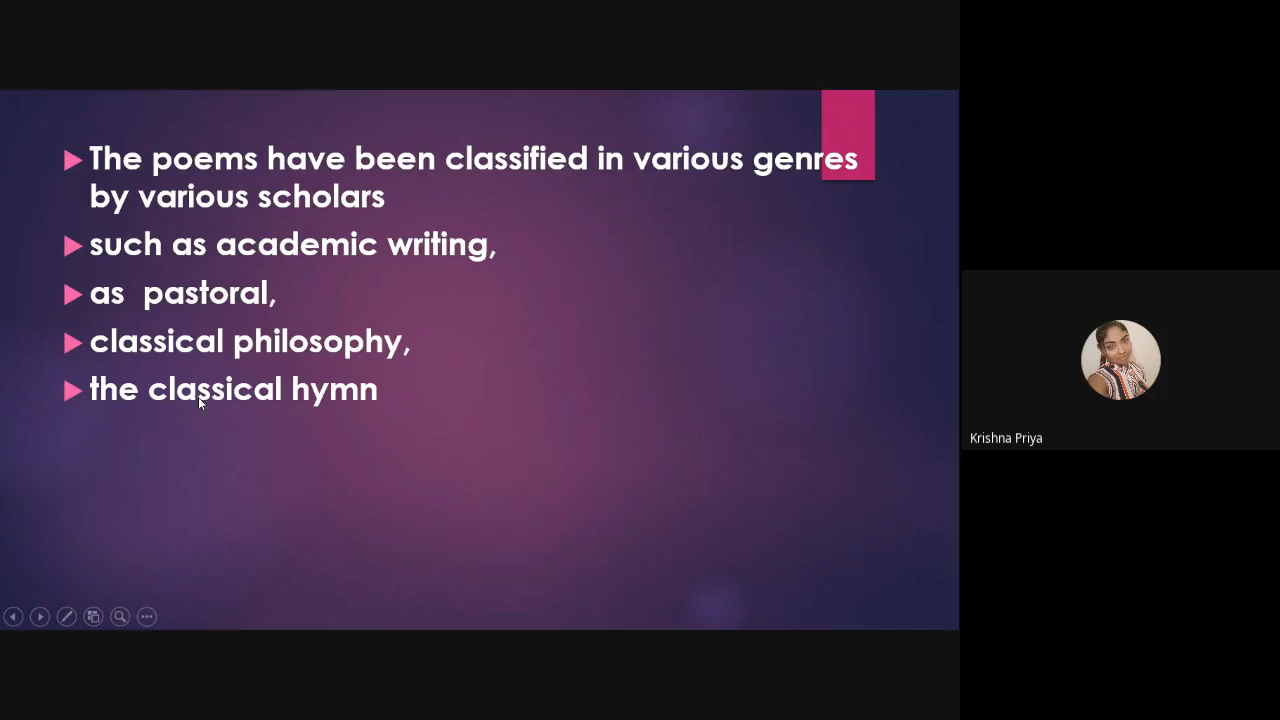 The poems have been classified in various genres
by various scholars
such as academic writing,
as pastoral,
classical philosophy,
the classical hymn
Krishna Priya